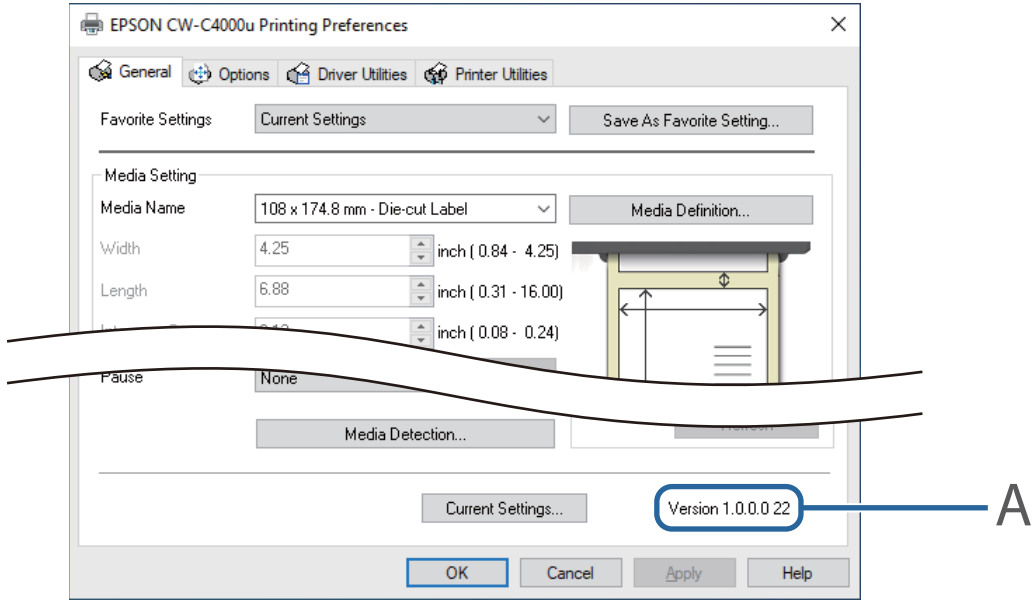 EPSON CW-C4000u Printing Preferences
General Options Driver Utilities Printer Utilities
Favorite Settings Current Settings Save As Favorite Setting...
Media Setting
Media Name 108 x 174.8 mm - Die-cut Label Media Definition...
Width 4.25 inch ( 0.84 - 4.25)
Length 6.88 inch ( 0.31 - 16.00)
inch ( 0.08 - 0.24)
Pause None
Media Detection...
Current Settings... Version 1.0.0.0 22 A
OK Cancel Apply Help